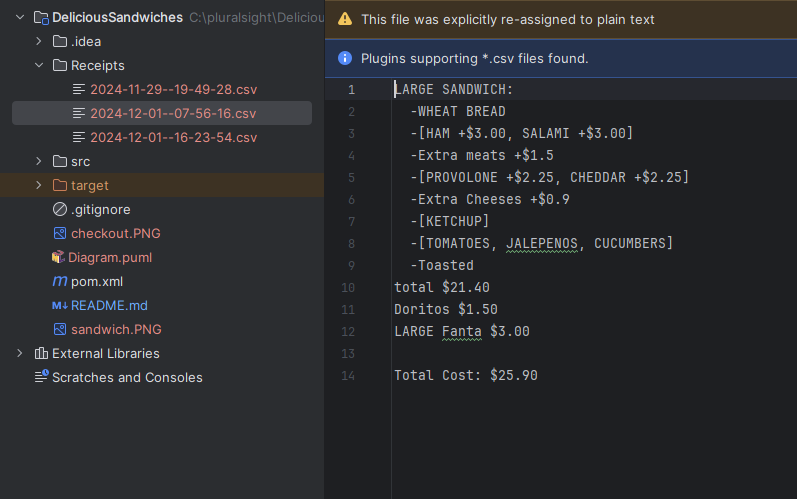 DeliciousSandwiches C:\pluralsight\Deliciou
.idea
Receipts
2024-11-29--19-49-28.csv
2024-12-01--07-56-16.csv
2024-12-01--16-23-54.csv
src
target
.gitignore
checkout.PNG
Diagram.puml
m pom.xml
M↓ README.md
sandwich.PNG
External Libraries
Scratches and Consoles
This file was explicitly re-assigned to plain text
Plugins supporting *.csv files found.
1 LARGE SANDWICH:
2 -WHEAT BREAD
3 -[HAM +$3.00, SALAMI +$3.00]
4 -Extra meats +$1.5
5 -[PROVOLONE +$2.25, CHEDDAR +$2.25]
6 -Extra Cheeses +$0.9
7 -[KETCHUP]
8 -[TOMATOES, JALEPENOS, CUCUMBERS]
9 -Toasted
10 total $21.40
11 Doritos $1.50
12 LARGE Fanta $3.00
13
14 Total Cost: $25.90